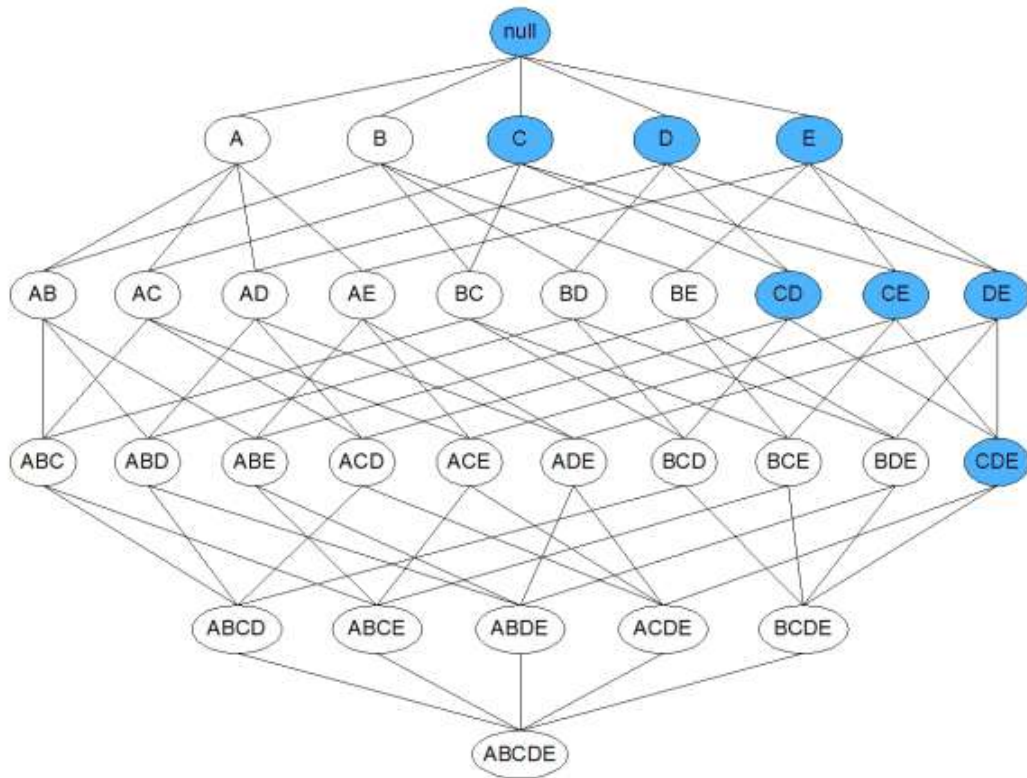 null
A B C D E
AB AC AD AE BC BD BE CD CE DE
ABC ABD ABE ACD ACE ADE BCD BCE BDE CDE
ABCD ABCE ABDE ACDE BCDE
ABCDE